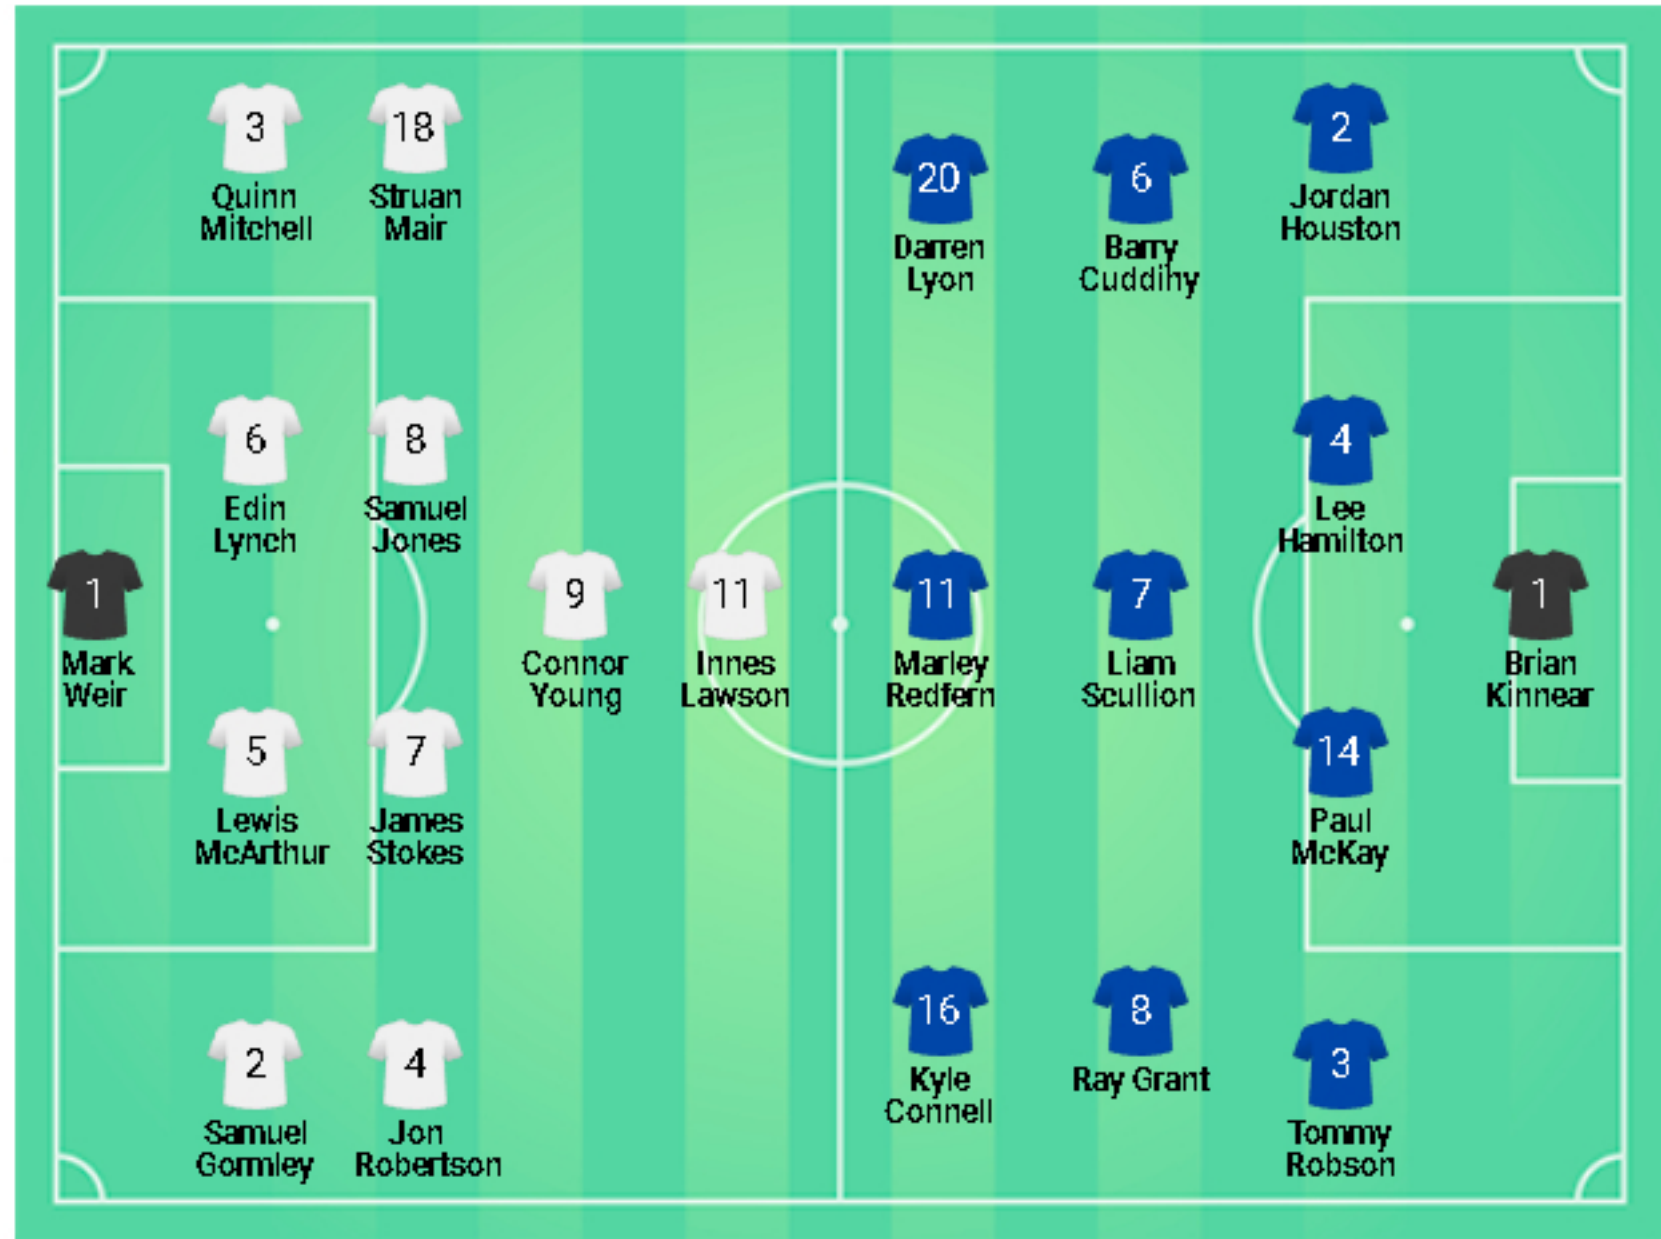 3
Quinn
Mitchell
18
Struan
Mair
20
Darren
Lyon
6
Barry
Cuddihy
2
Jordan
Houston
6
Edin
Lynch
8
Samuel
Jones
4
Lee
Hamilton
1
Mark
Weir
9
Connor
Young
11
Innes
Lawson
11
Marley
Redfern
7
Liam
Scullion
1
Brian
Kinnear
5
Lewis
McArthur
7
James
Stokes
14
Paul
McKay
2
Samuel
Gormley
4
Jon
Robertson
16
Kyle
Connell
8
Ray Grant
3
Tommy
Robson